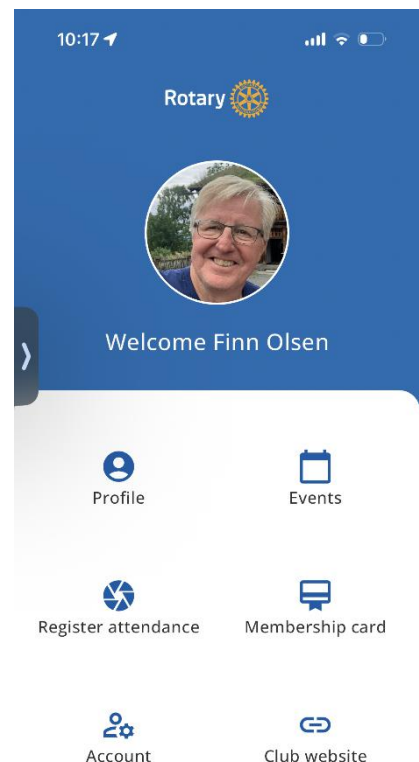 10:17
Rotary
Welcome Finn Olsen
Profile
Events
Register attendance
Membership card
Account
Club website